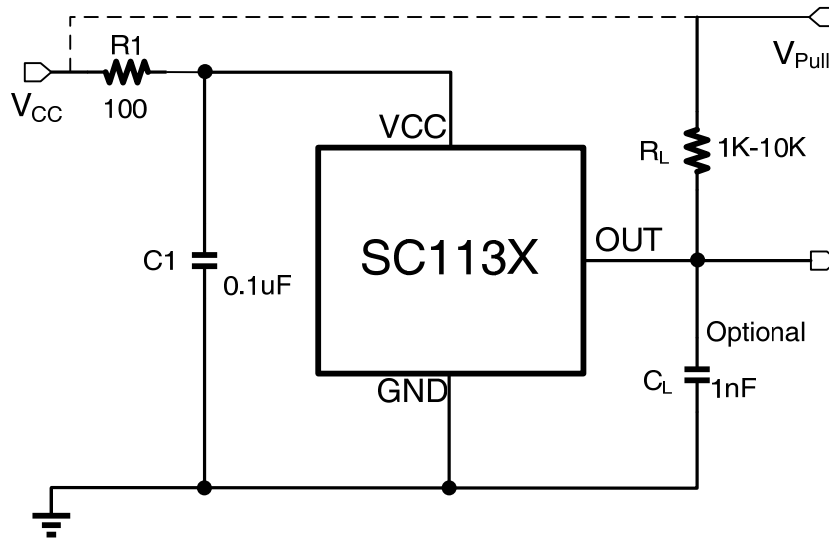 R1
V_Pull
V_CC
100
VCC
R_L
1K-10K
SC113X
OUT
C1
0.1uF
Optional
GND
C_L
1nF